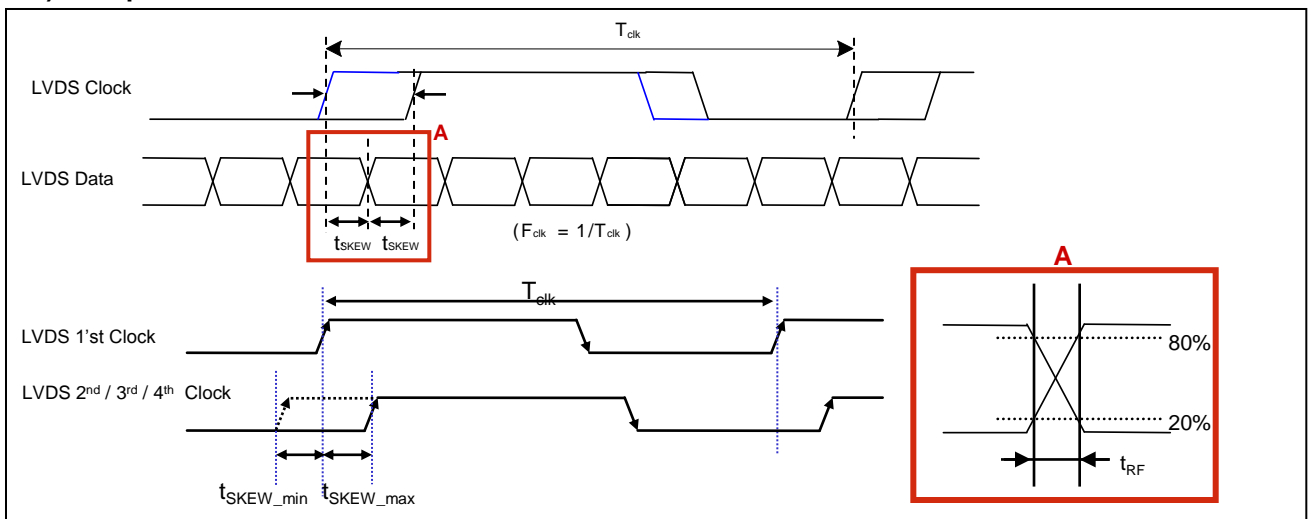 Tclk
LVDS Clock
A
LVDS Data
tSKEW tSKEW
(Fclk = 1/Tclk)
A
Tclk
LVDS 1'st Clock
80%
LVDS 2nd / 3rd / 4th Clock
20%
tRF
tSKEW_min tSKEW_max